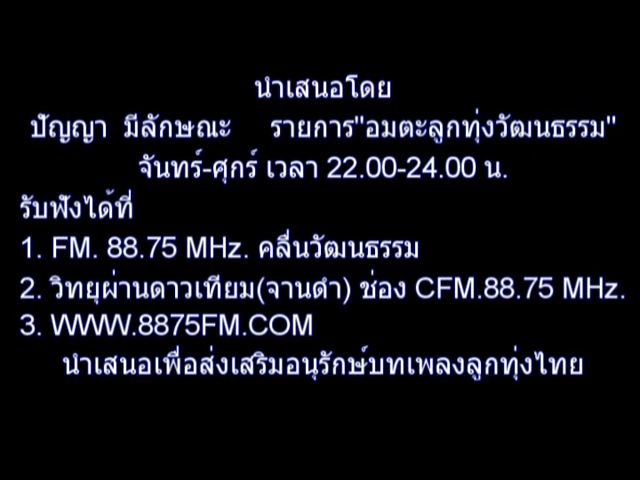 นำเสนอโดย
ปัญญา มีลักษณะ รายการ"อมตะลูกทุ่งวัฒนธรรม"
จันทร์-ศุกร์ เวลา 22.00-24.00 น.
รับฟังได้ที่
1. FM. 88.75 MHz. คลื่นวัฒนธรรม
2. วิทยุผ่านดาวเทียม(จานดำ) ช่อง CFM.88.75 MHz.
3. WWW.8875FM.COM
นำเสนอเพื่อส่งเสริมอนุรักษ์บทเพลงลูกทุ่งไทย